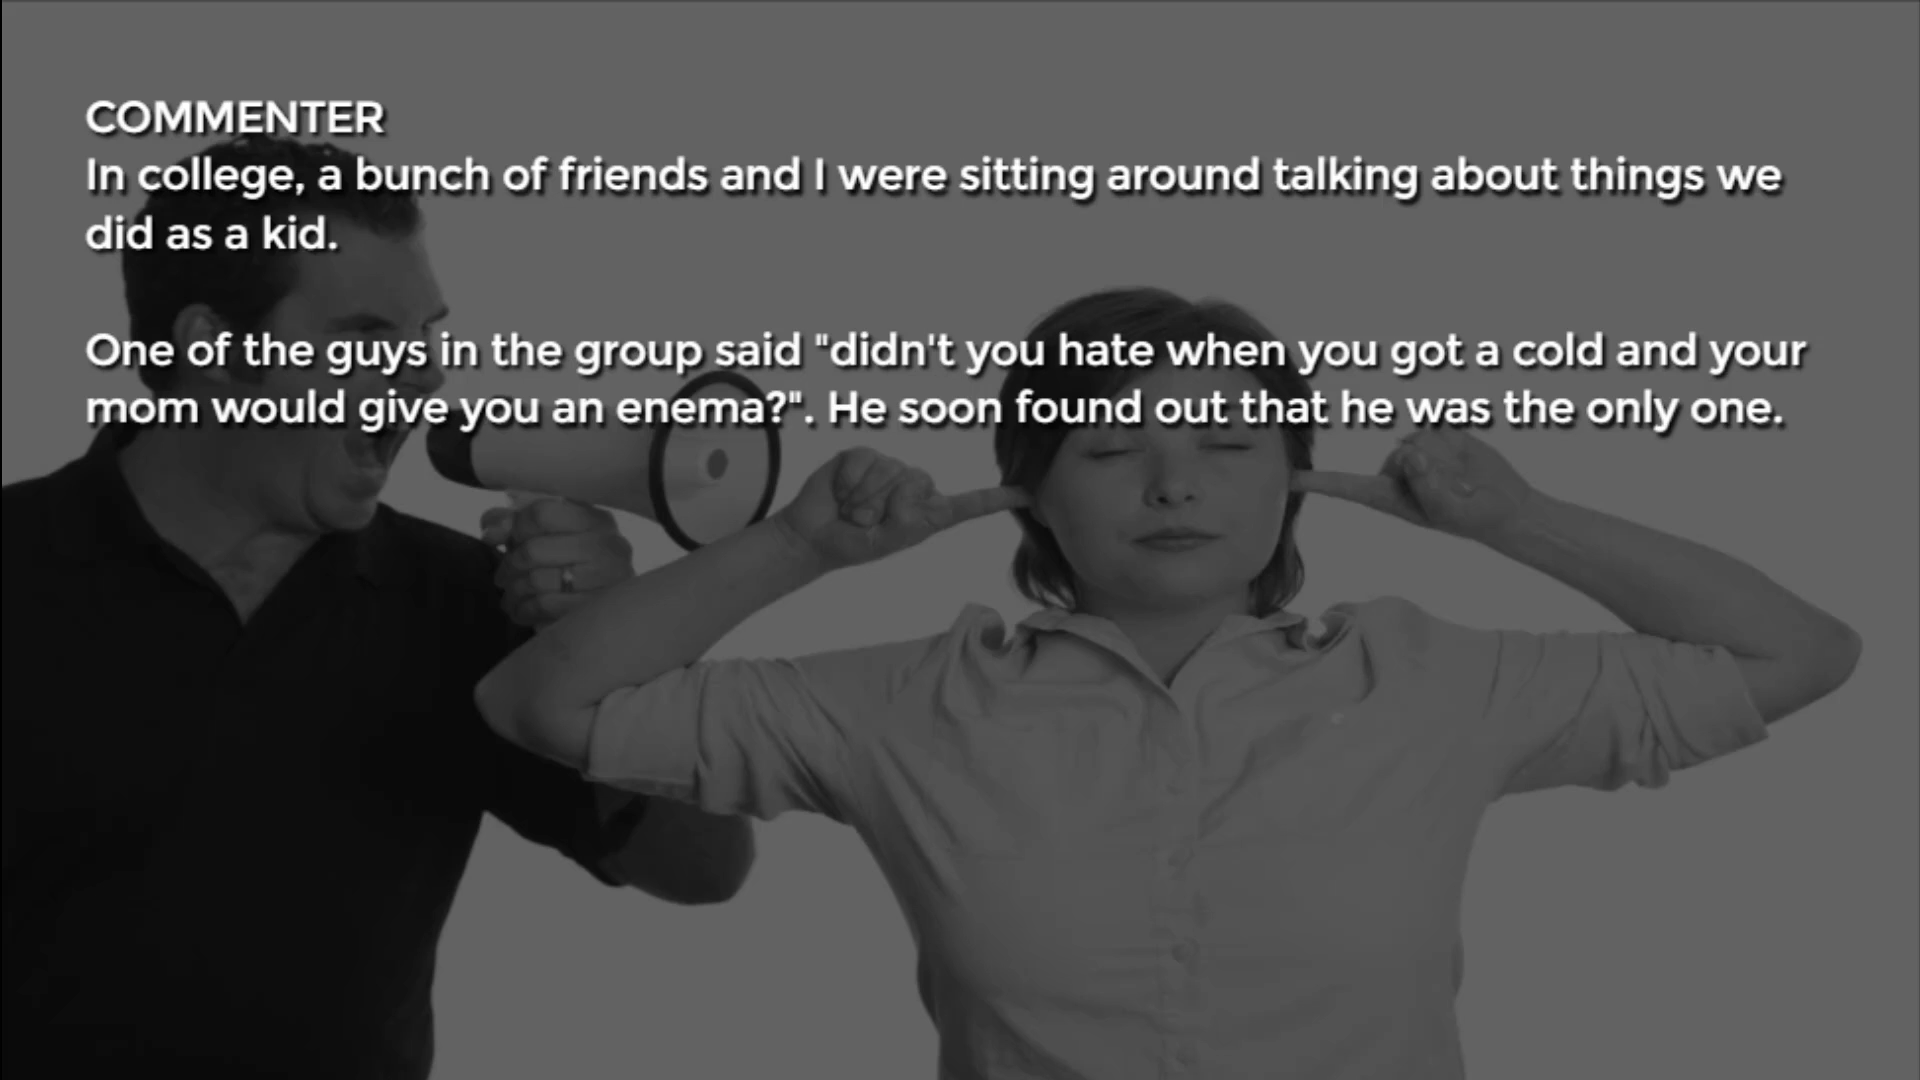 COMMENTER
In college, a bunch of friends and I were sitting around talking about things we
did as a kid.
One of the guys in the group said "didn't you hate when you got a cold and your
mom would give you an enema?". He soon found out that he was the only one.